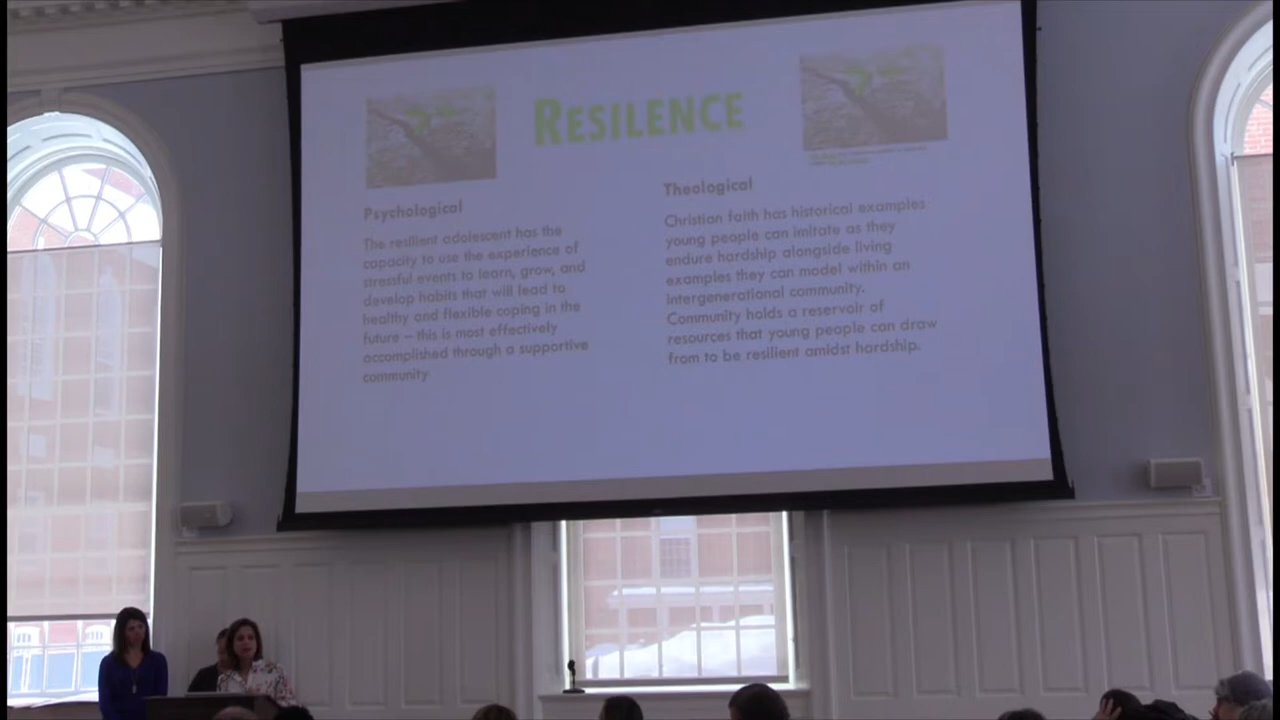 RESILENCE
Psychological
The resilient adolescent has the
capacity to use the experience of
stressful events to learn, grow, and
develop habits that will lead to
healthy and flexible coping in the
future – this is most effectively
accomplished through a supportive
community
Theological
Christian faith has historical examples
young people can imitate as they
endure hardship alongside living
examples they can model within an
intergenerational community.
Community holds a reservoir of
resources that young people can draw
from to be resilient amidst hardship.